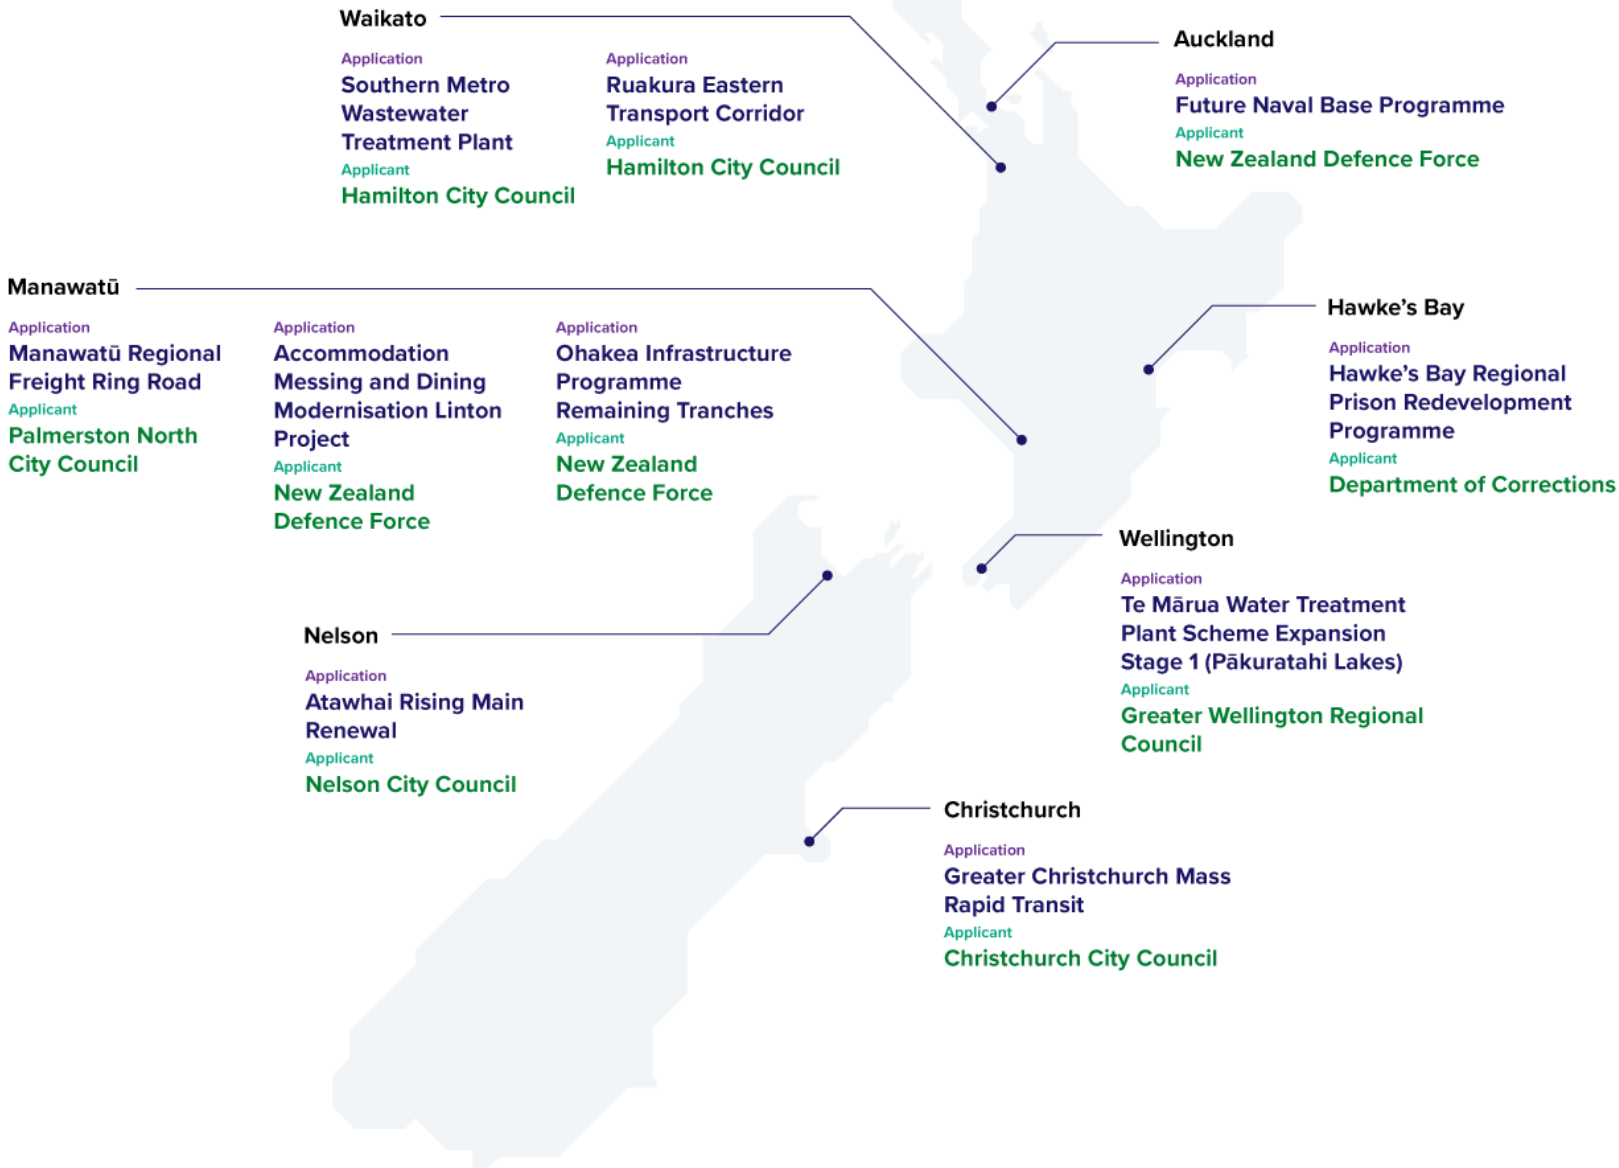 Waikato
Application
Southern Metro
Wastewater
Treatment Plant
Applicant
Hamilton City Council
Application
Ruakura Eastern
Transport Corridor
Applicant
Hamilton City Council
Auckland
Application
Future Naval Base Programme
Applicant
New Zealand Defence Force
Manawatū
Application
Manawatū Regional
Freight Ring Road
Applicant
Palmerston North
City Council
Application
Accommodation
Messing and Dining
Modernisation Linton
Project
Applicant
New Zealand
Defence Force
Application
Ohakea Infrastructure
Programme
Remaining Tranches
Applicant
New Zealand
Defence Force
Hawke's Bay
Application
Hawke's Bay Regional
Prison Redevelopment
Programme
Applicant
Department of Corrections
Wellington
Application
Te Mārua Water Treatment
Plant Scheme Expansion
Stage 1 (Pākuratahi Lakes)
Applicant
Greater Wellington Regional
Council
Nelson
Application
Atawhai Rising Main
Renewal
Applicant
Nelson City Council
Christchurch
Application
Greater Christchurch Mass
Rapid Transit
Applicant
Christchurch City Council